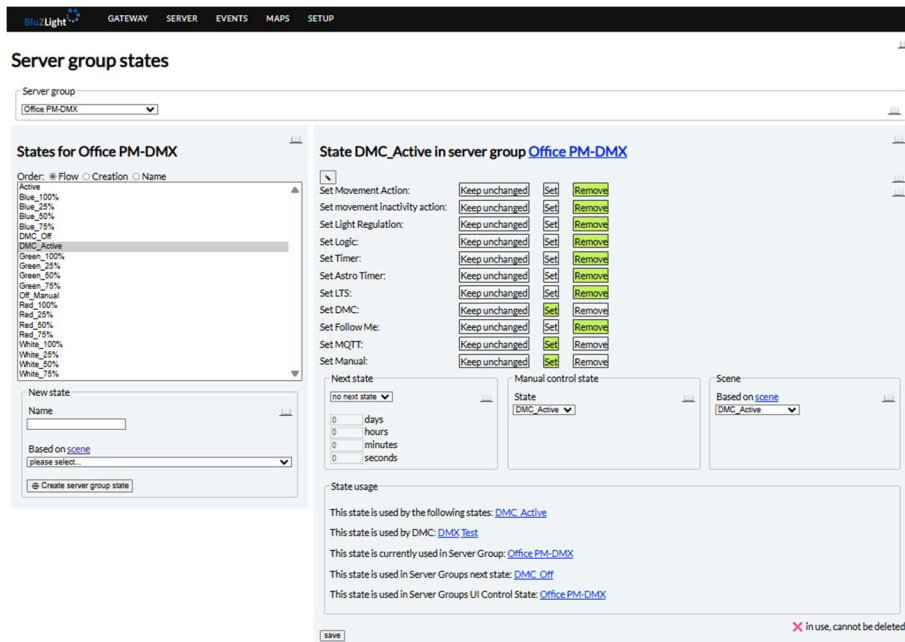 Blu2Light GATEWAY SERVER EVENTS MAPS SETUP
Server group states
Server group
Office PM-DMX
States for Office PM-DMX
Order: Flow Creation Name
Active
Blue_100%
Blue_25%
Blue_50%
Blue_75%
DMC_Off
DMC_Active
Green_100%
Green_25%
Green_50%
Green_75%
Off_Manual
Red_100%
Red_25%
Red_50%
Red_75%
White_100%
White_25%
White_50%
White_75%
New state
Name
Based on scene
please select...
Create server group state
State DMC_Active in server group Office PM-DMX
Set Movement Action: Keep unchanged Set Remove
Set movement inactivity action: Keep unchanged Set Remove
Set Light Regulation: Keep unchanged Set Remove
Set Logic: Keep unchanged Set Remove
Set Timer: Keep unchanged Set Remove
Set Astro Timer: Keep unchanged Set Remove
Set LTS: Keep unchanged Set Remove
Set DMC: Keep unchanged Set Remove
Set Follow Me: Keep unchanged Set Remove
Set MQTT: Keep unchanged Set Remove
Set Manual: Keep unchanged Set Remove
Next state
no next state
0 days
0 hours
0 minutes
0 seconds
Manual control state
State
DMC_Active
Scene
Based on scene
DMC_Active
State usage
This state is used by the following states: DMC_Active
This state is used by DMC: DMX Test
This state is currently used in Server Group: Office PM-DMX
This state is used in Server Groups next state: DMC_Off
This state is used in Server Groups UI Control State: Office PM-DMX
in use, cannot be deleted
save